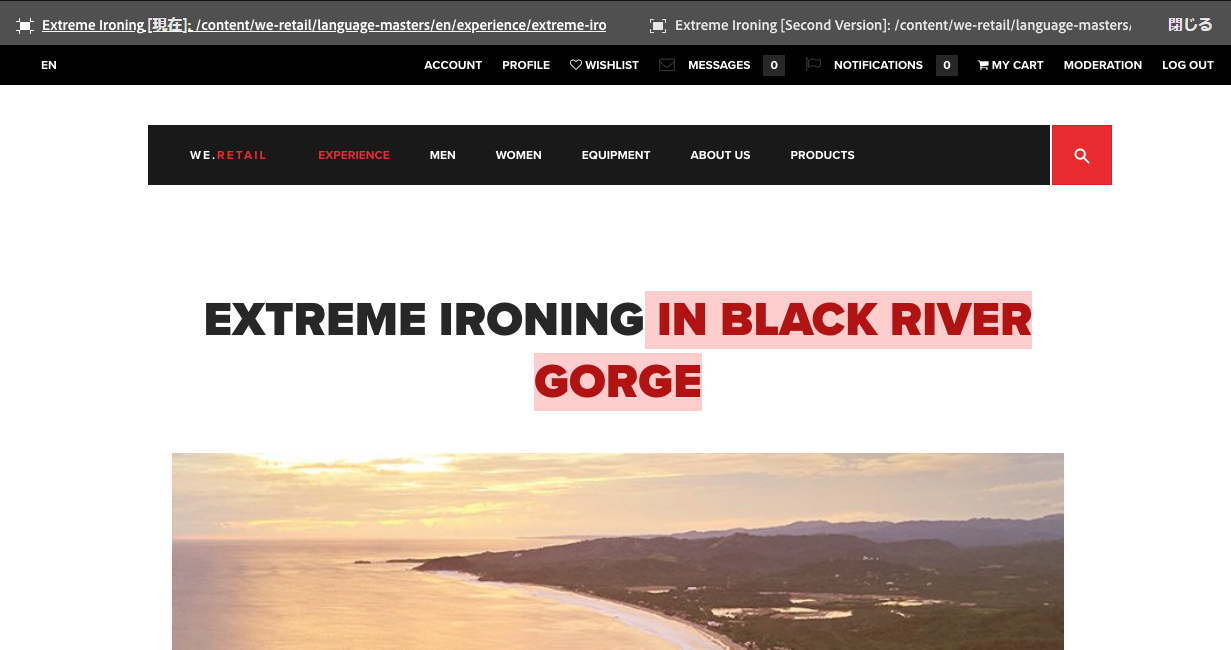 Extreme Ironing [現在]: /content/we-retail/language-masters/en/experience/extreme-iro
Extreme Ironing [Second Version]: /content/we-retail/language-masters/
閉じる
EN
ACCOUNT PROFILE WISHLIST MESSAGES 0 NOTIFICATIONS 0 MY CART MODERATION LOG OUT
WE.RETAIL EXPERIENCE MEN WOMEN EQUIPMENT ABOUT US PRODUCTS
EXTREME IRONING IN BLACK RIVER
GORGE